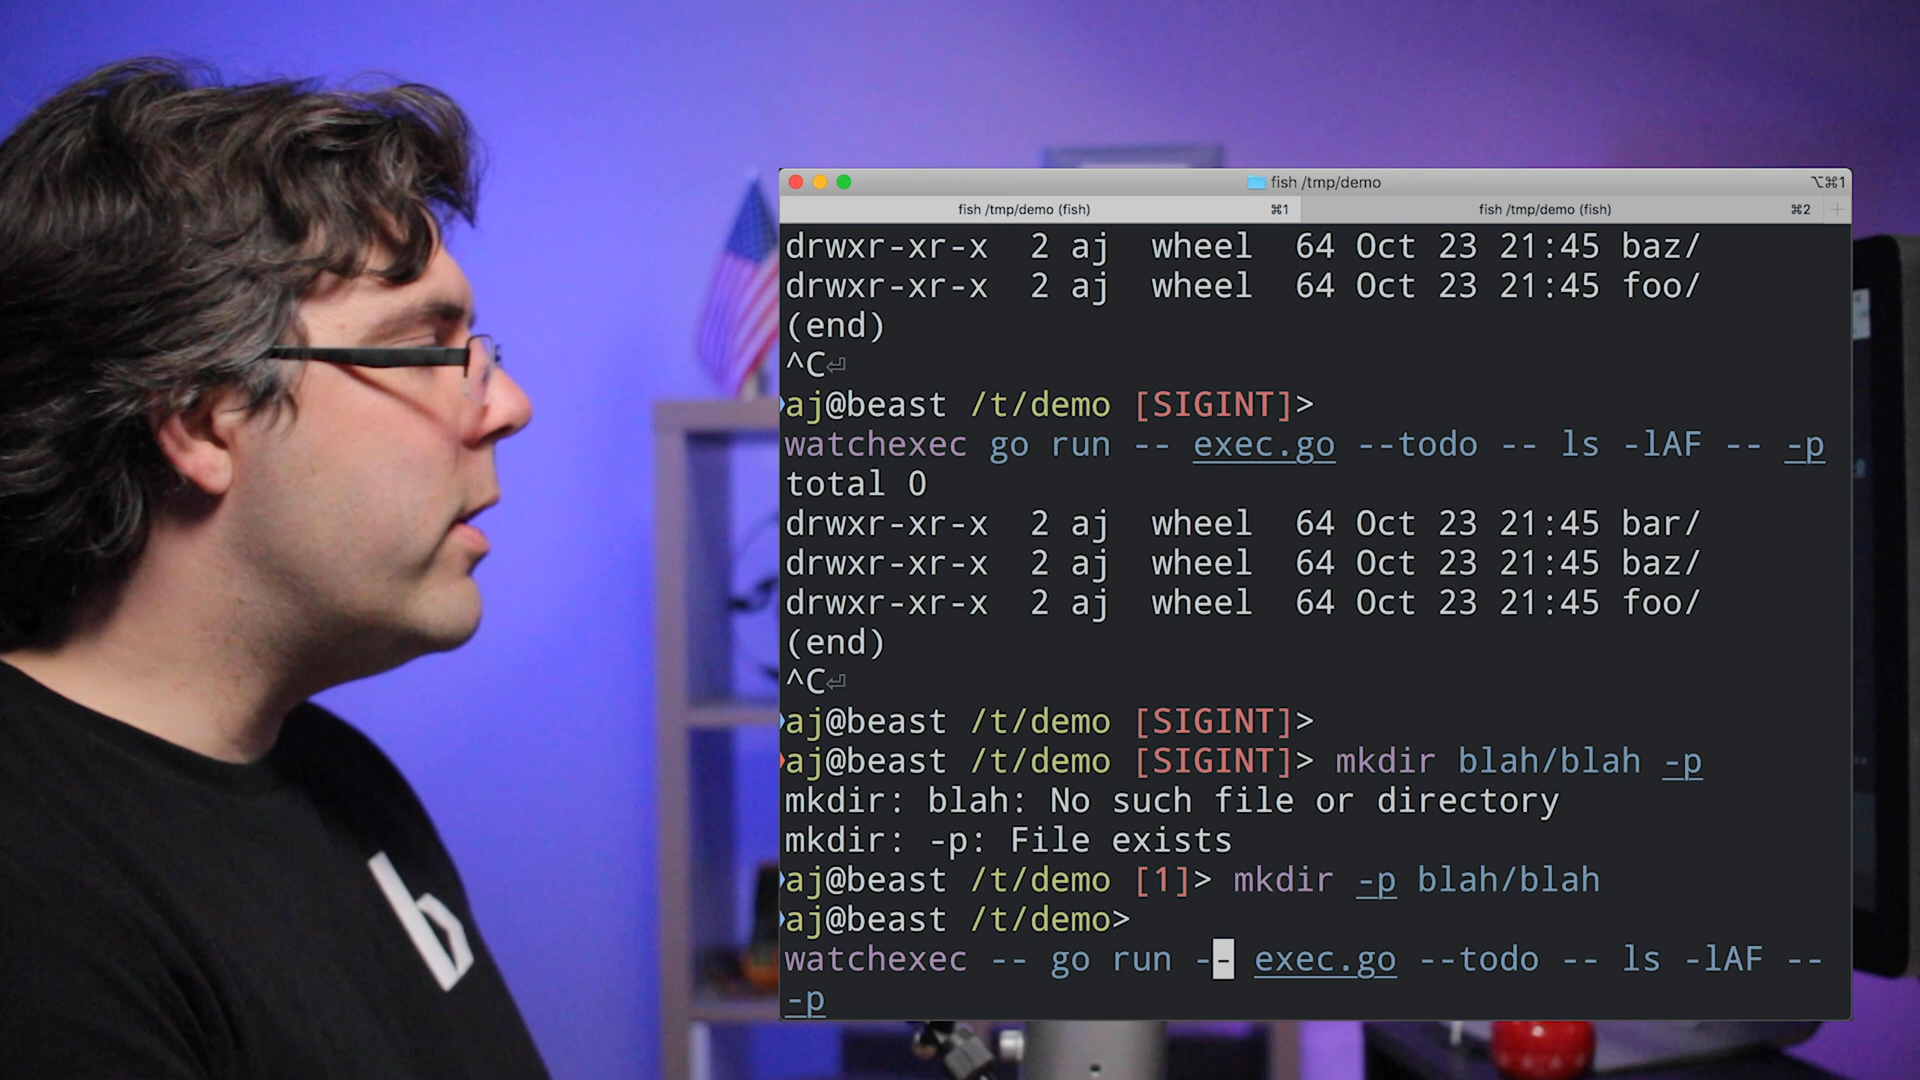 fish /tmp/demo
⌥⌘1
fish /tmp/demo (fish) ⌘1
fish /tmp/demo (fish) ⌘2
drwxr-xr-x  2 aj  wheel  64 Oct 23 21:45 baz/
drwxr-xr-x  2 aj  wheel  64 Oct 23 21:45 foo/
(end)
^C⏎
aj@beast /t/demo [SIGINT]>
watchexec go run -- exec.go --todo -- ls -lAF -- -p
total 0
drwxr-xr-x  2 aj  wheel  64 Oct 23 21:45 bar/
drwxr-xr-x  2 aj  wheel  64 Oct 23 21:45 baz/
drwxr-xr-x  2 aj  wheel  64 Oct 23 21:45 foo/
(end)
^C⏎
aj@beast /t/demo [SIGINT]>
aj@beast /t/demo [SIGINT]> mkdir blah/blah -p
mkdir: blah: No such file or directory
mkdir: -p: File exists
aj@beast /t/demo [1]> mkdir -p blah/blah
aj@beast /t/demo>
watchexec -- go run -- exec.go --todo -- ls -lAF --
-p
b